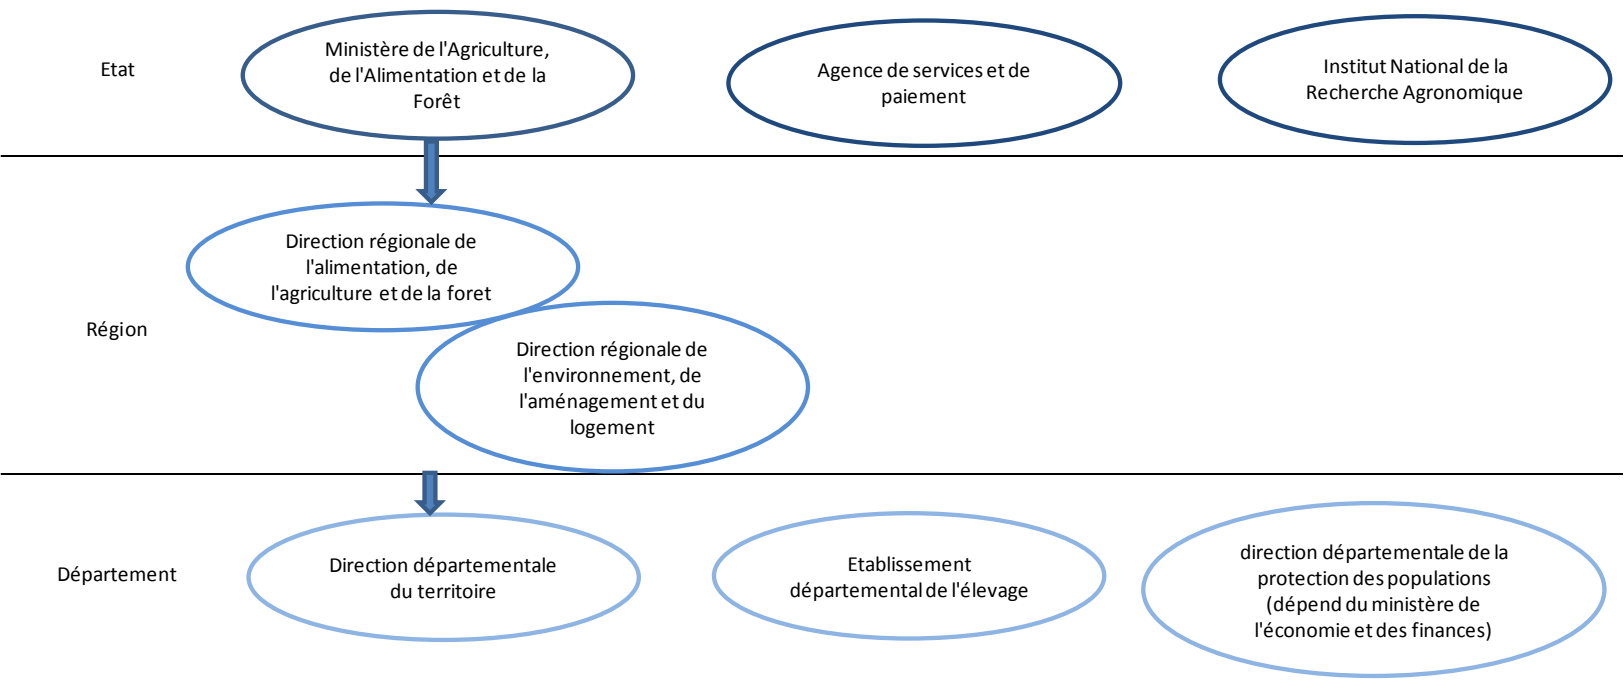 Etat
Ministère de l'Agriculture,
de l'Alimentation et de la
Forêt
Agence de services et de
paiement
Institut National de la
Recherche Agronomique
Région
Direction régionale de
l'alimentation, de
l'agriculture et de la foret
Direction régionale de
l'environnement, de
l'aménagement et du
logement
Département
Direction départementale
du territoire
Etablissement
départemental de l'élevage
direction départementale de la
protection des populations
(dépend du ministère de
l'économie et des finances)